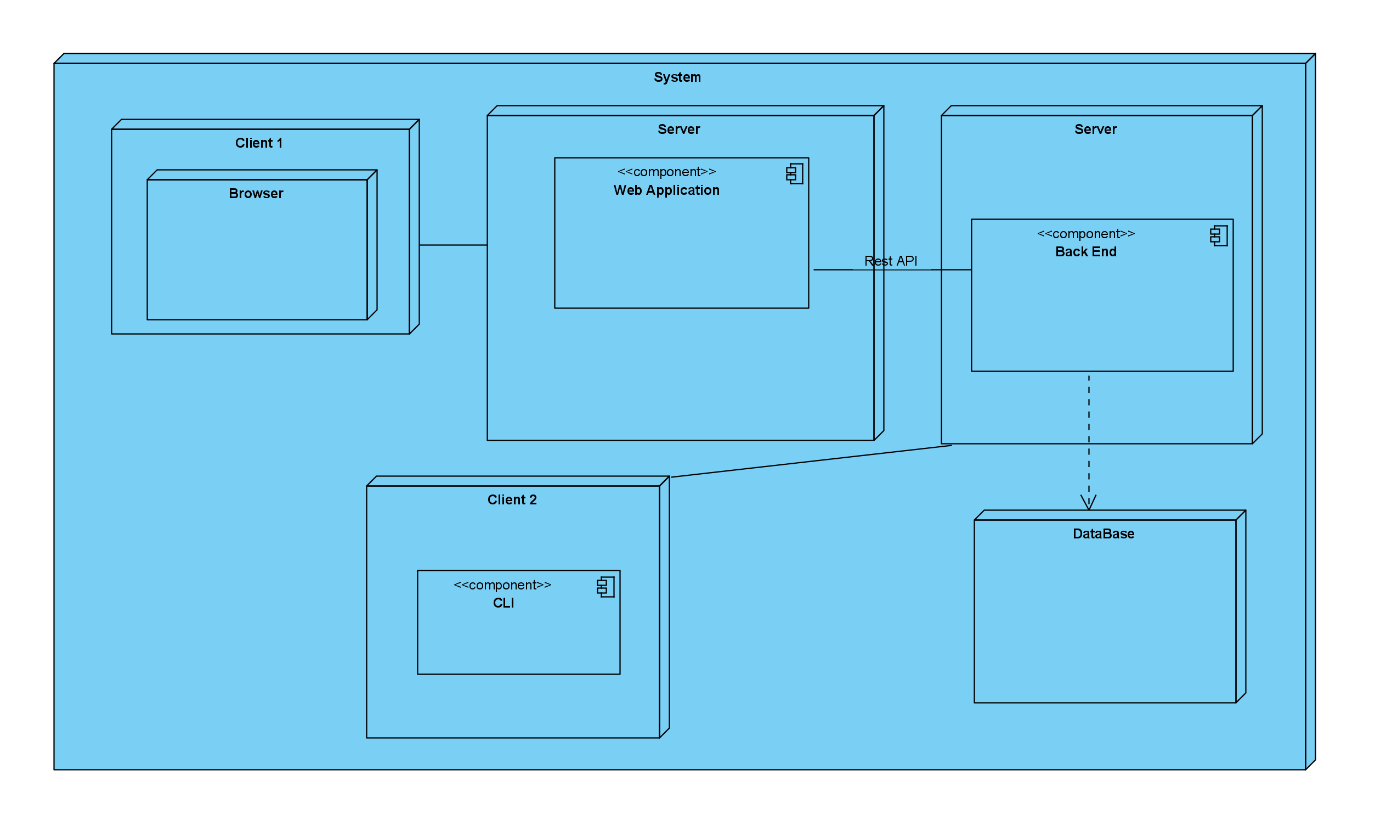 System
Client 1
Browser
Server
<<component>>
Web Application
Rest API
Server
<<component>>
Back End
Client 2
<<component>>
CLI
DataBase